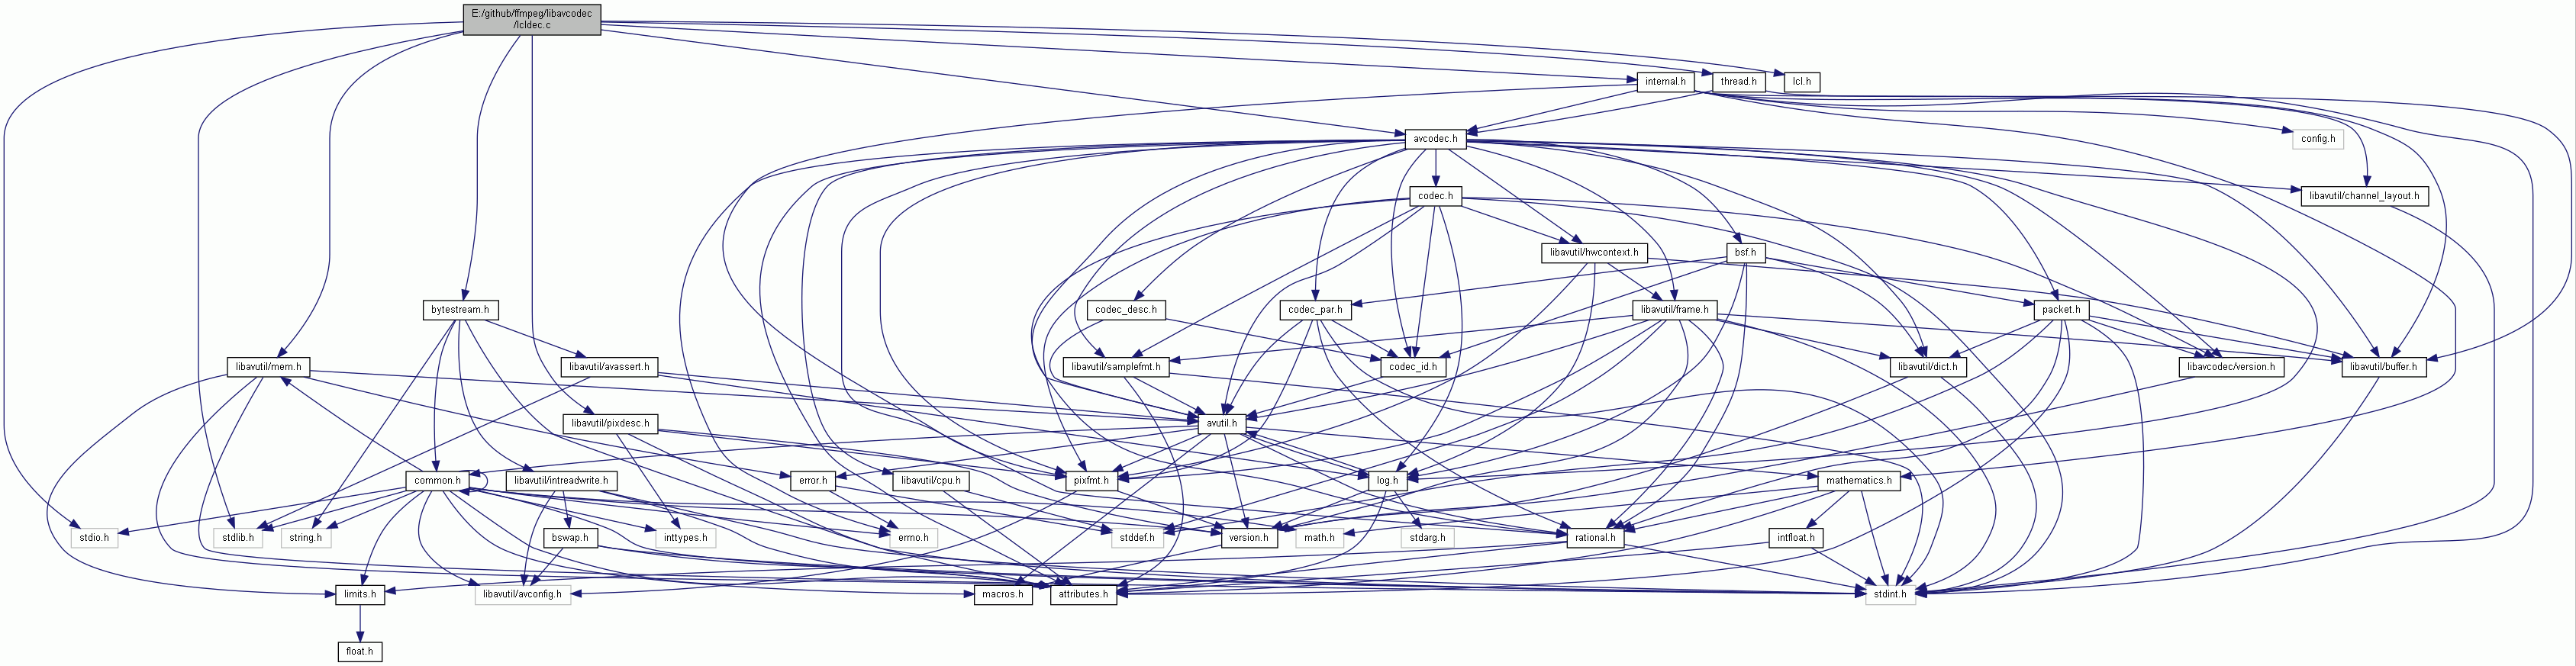 E:/github/ffmpeg/libavcodec
/lcldec.c
internal.h
thread.h
lcl.h
avcodec.h
config.h
codec.h
libavutil/channel_layout.h
libavutil/hwcontext.h
bsf.h
bytestream.h
codec_desc.h
codec_par.h
libavutil/frame.h
packet.h
libavutil/mem.h
libavutil/avassert.h
libavutil/samplefmt.h
codec_id.h
libavutil/dict.h
libavcodec/version.h
libavutil/buffer.h
libavutil/pixdesc.h
avutil.h
common.h
libavutil/intreadwrite.h
error.h
libavutil/cpu.h
pixfmt.h
log.h
mathematics.h
stdio.h
stdlib.h
string.h
bswap.h
inttypes.h
errno.h
stddef.h
version.h
math.h
stdarg.h
rational.h
intfloat.h
limits.h
libavutil/avconfig.h
macros.h
attributes.h
stdint.h
float.h